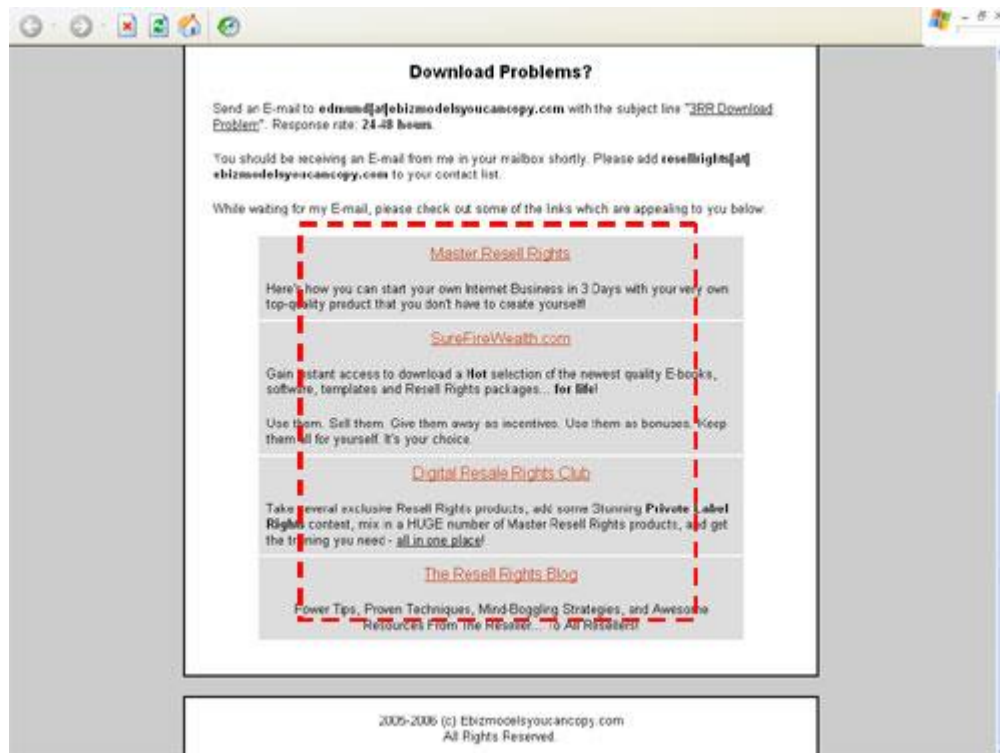 Download Problems?
Send an E-mail to edmund[at]ebizmodelsyoucancopy.com with the subject line "3RR Download
Problem". Response rate: 24-48 hours.
You should be receiving an E-mail from me in your mailbox shortly. Please add resellrights[at]
ebizmodelsyoucancopy.com to your contact list.
While waiting for my E-mail, please check out some of the links which are appealing to you below.
Master Resell Rights
Here's how you can start your own Internet Business in 3 Days with your very own
top-quality product that you don't have to create yourself!
SureFireWealth.com
Gain instant access to download a Hot selection of the newest quality E-books,
software, templates and Resell Rights packages... for life!
Use them. Sell them. Give them away as incentives. Use them as bonuses. Keep
them all for yourself. It's your choice.
Digital Resale Rights Club
Take several exclusive Resell Rights products, add some Stunning Private Label
Rights content, mix in a HUGE number of Master Resell Rights products, and get
the training you need - all in one place!
The Resell Rights Blog
Power Tips, Proven Techniques, Mind-Boggling Strategies, and Awesome
Resources From The Reseller... To All Resellers!
2005-2006 (c) Ebizmodelsyoucancopy.com
All Rights Reserved.